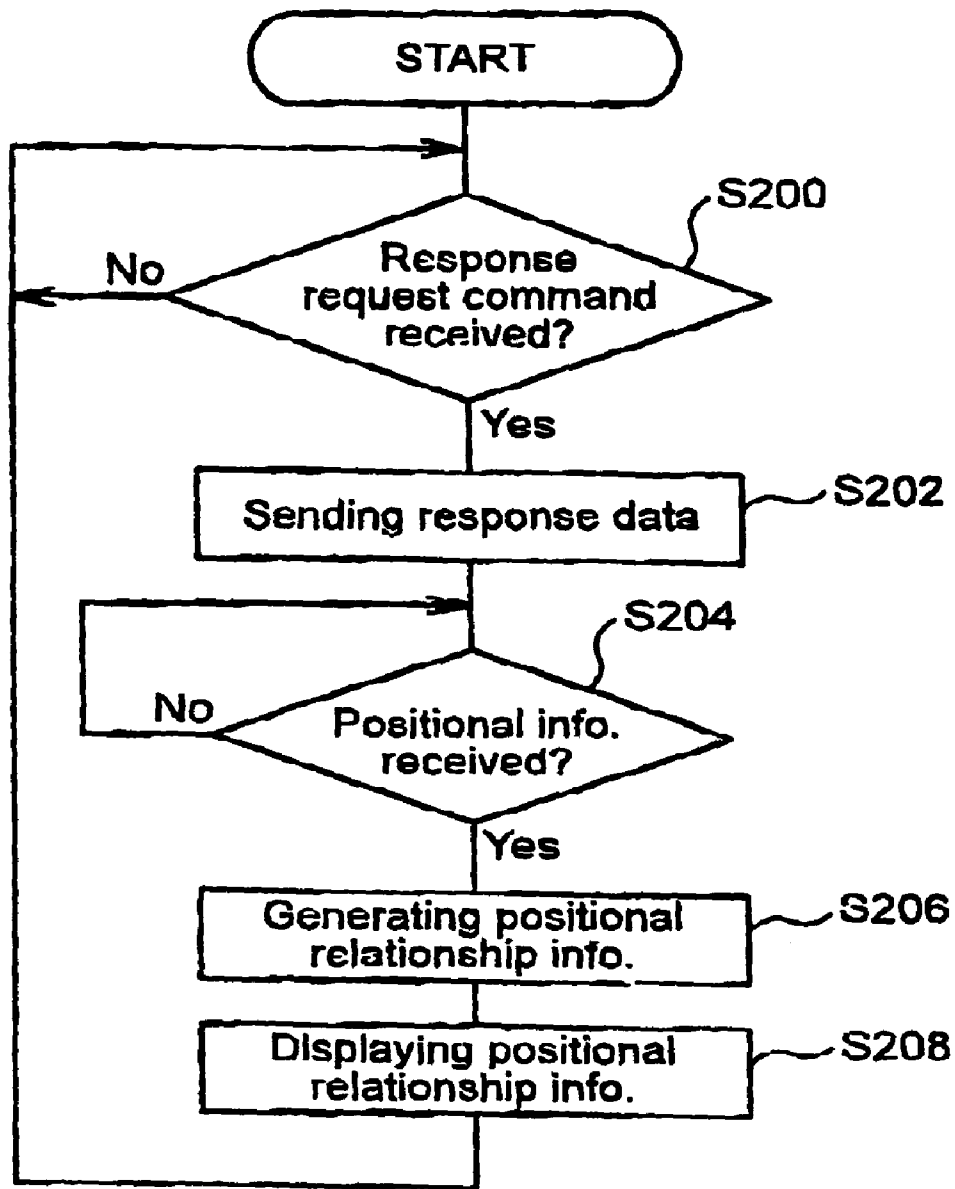 START
S200
No
Response
request command
received?
Yes
Sending response data
S202
S204
No
Positional info.
received?
Yes
Generating positional
relationship info.
S206
Displaying positional
relationship info.
S208